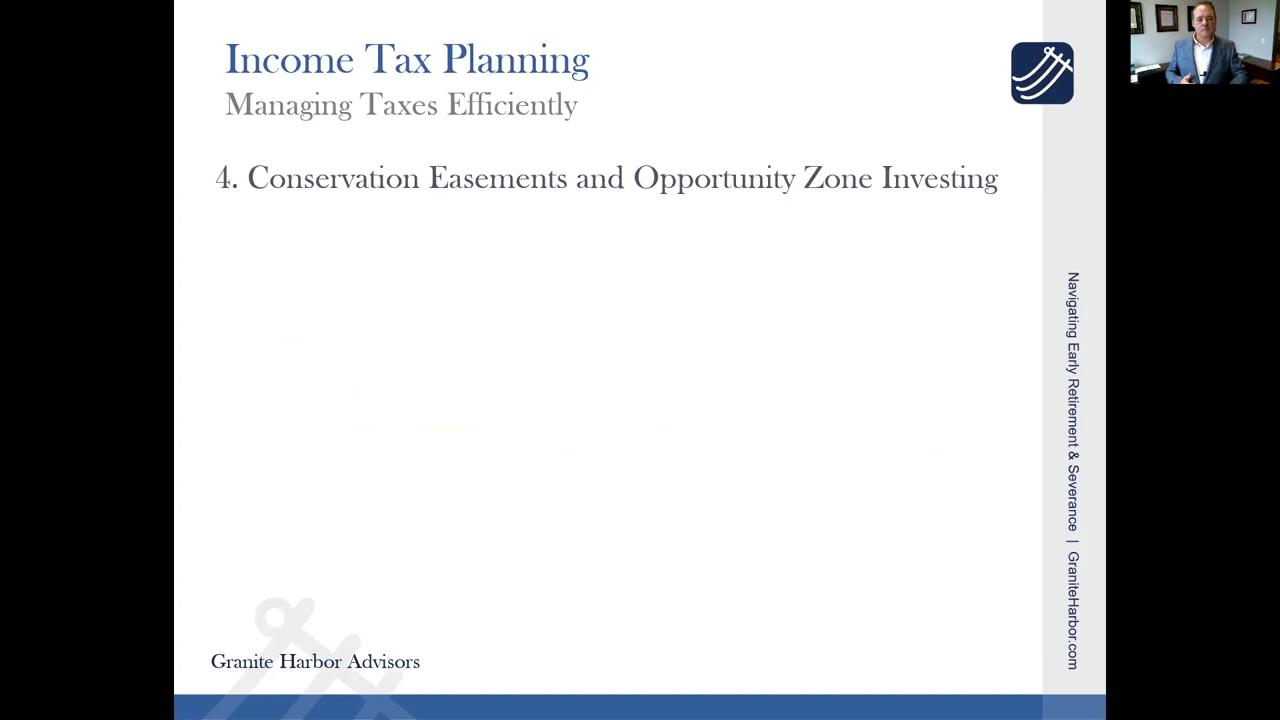 Income Tax Planning
Managing Taxes Efficiently
4. Conservation Easements and Opportunity Zone Investing
Navigating Early Retirement & Severance | GraniteHarbor.com
Granite Harbor Advisors